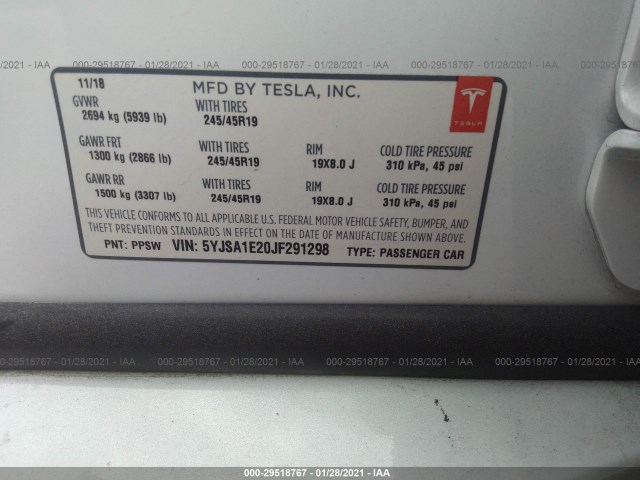 000-29518767 - 01/28/2021 - IAA
11/18
MFD BY TESLA, INC.
GVWR
2694 kg (5939 lb)
WITH TIRES
245/45R19
TESLA
GAWR FRT
1300 kg (2866 lb)
WITH TIRES
245/45R19
RIM
19X8.0 J
COLD TIRE PRESSURE
310 kPa, 45 psi
GAWR RR
1500 kg (3307 lb)
WITH TIRES
245/45R19
RIM
19X8.0 J
COLD TIRE PRESSURE
310 kPa, 45 psi
THIS VEHICLE CONFORMS TO ALL APPLICABLE U.S. FEDERAL MOTOR VEHICLE SAFETY, BUMPER, AND
THEFT PREVENTION STANDARDS IN EFFECT ON THE DATE OF MANUFACTURE SHOWN ABOVE.
PNT: PPSW VIN: 5YJSA1E20JF291298 TYPE: PASSENGER CAR
000-29518767 - 01/28/2021 - IAA
000-29518767 - 01/28/2021 - IAA